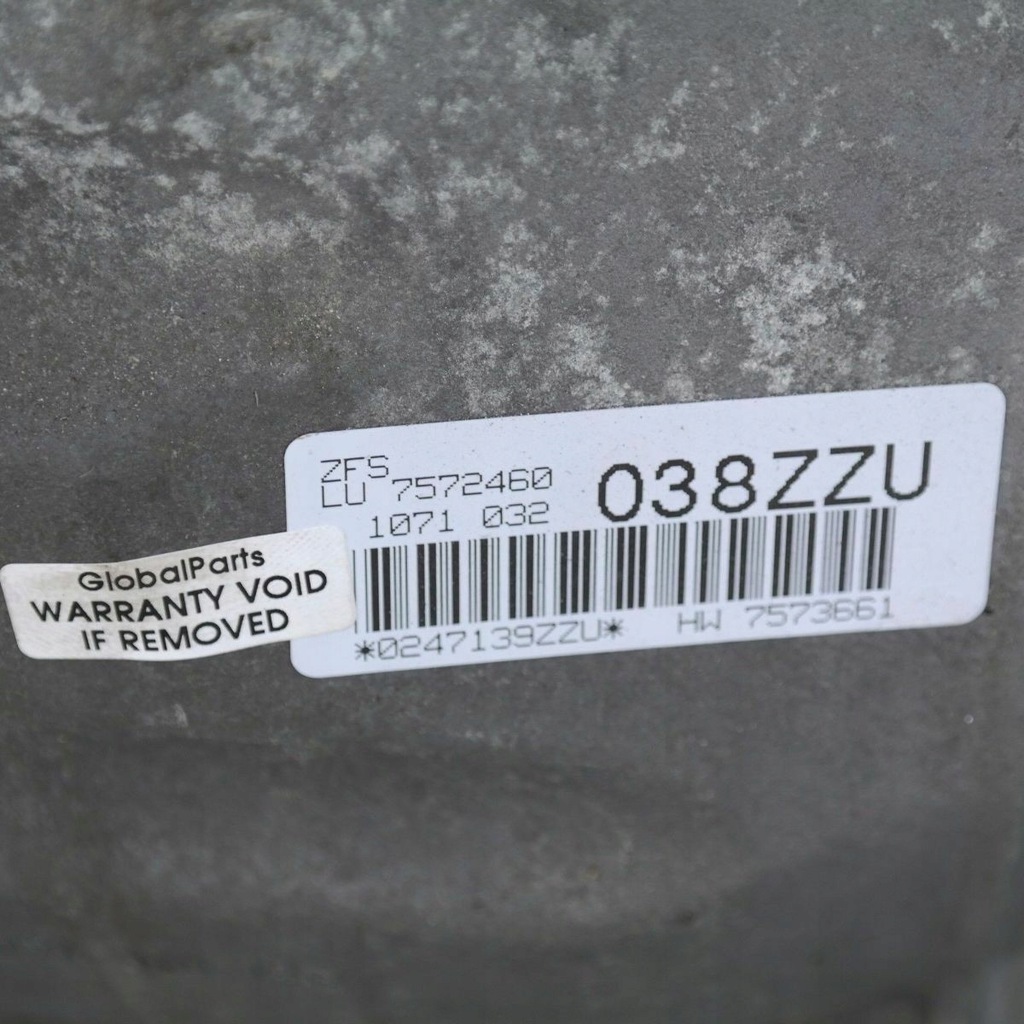 ZFS
LU 7572460
1071 032
038ZZU
*0247139ZZU* HW 7573661
GlobalParts
WARRANTY VOID
IF REMOVED